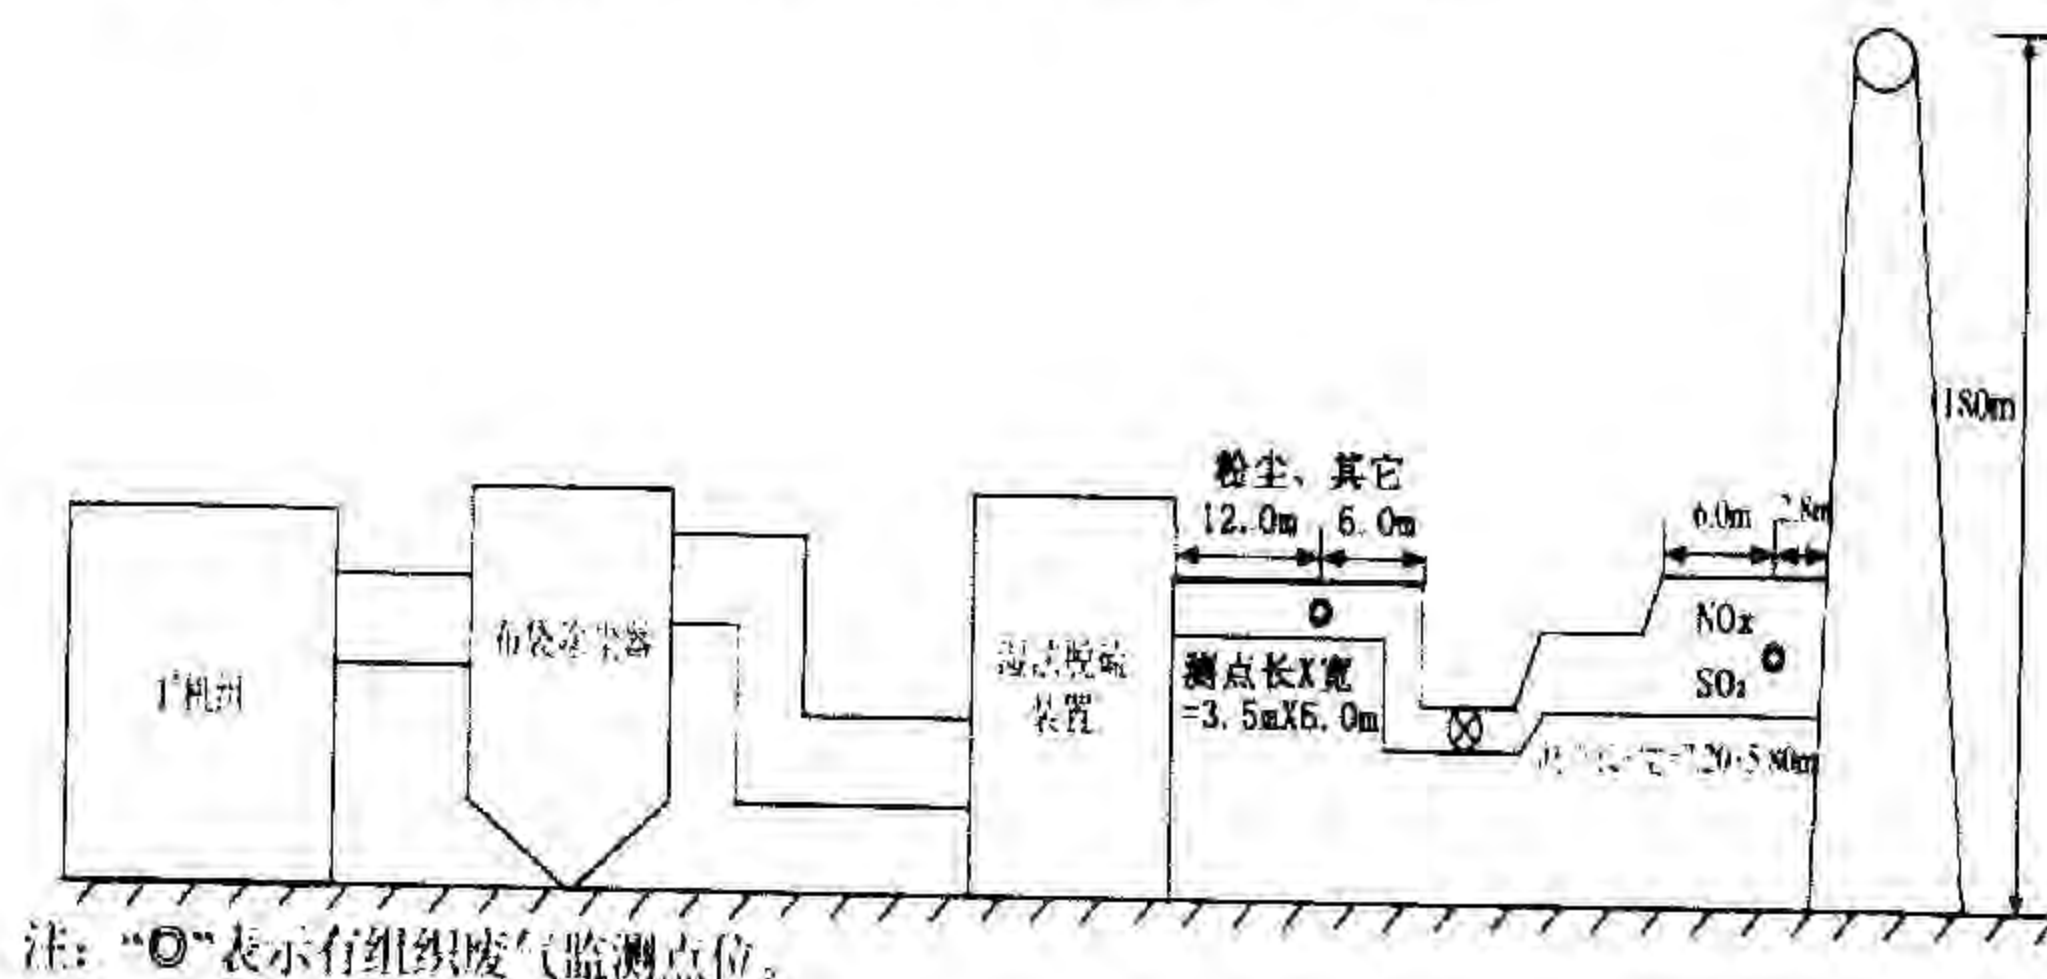 180m
粉尘、其它
12.0m 6.0m
6.0m 2.8m
1#机组
布袋除尘器
湿法脱硫
装置
测点长X宽
=3.5mX6.0m
NOx
SO₂
注：“◎”表示有组织废气监测点位。